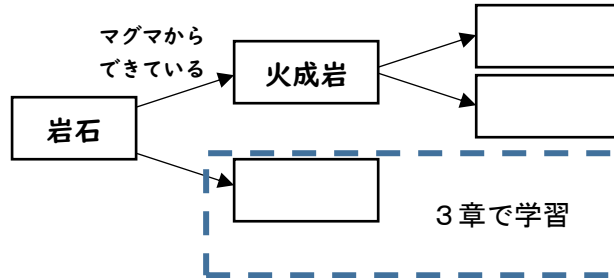 マグマから
できている
火成岩
岩石
３章で学習